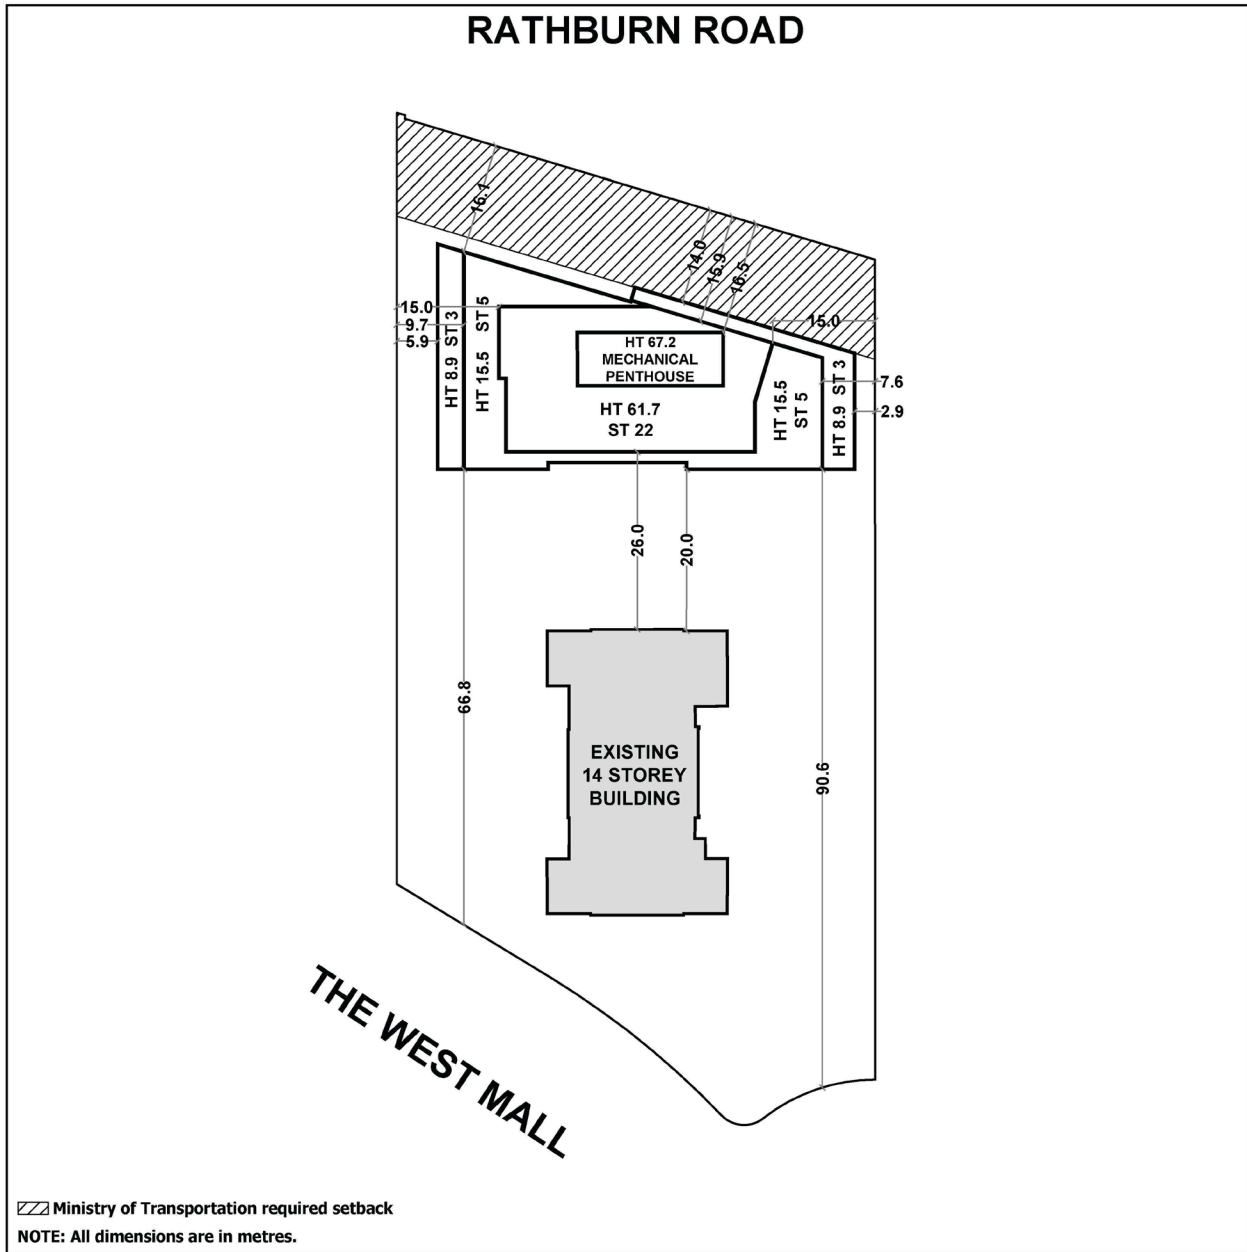 RATHBURN ROAD
16.1
14.0
15.9
16.5
15.0
9.7
5.9
15.0
7.6
2.9
HT 8.9 ST 3
HT 15.5 ST 5
HT 67.2
MECHANICAL
PENTHOUSE
HT 61.7
ST 22
HT 15.5
ST 5
HT 8.9 ST 3
26.0
20.0
66.8
90.6
EXISTING
14 STOREY
BUILDING
THE WEST MALL
Ministry of Transportation required setback
NOTE: All dimensions are in metres.